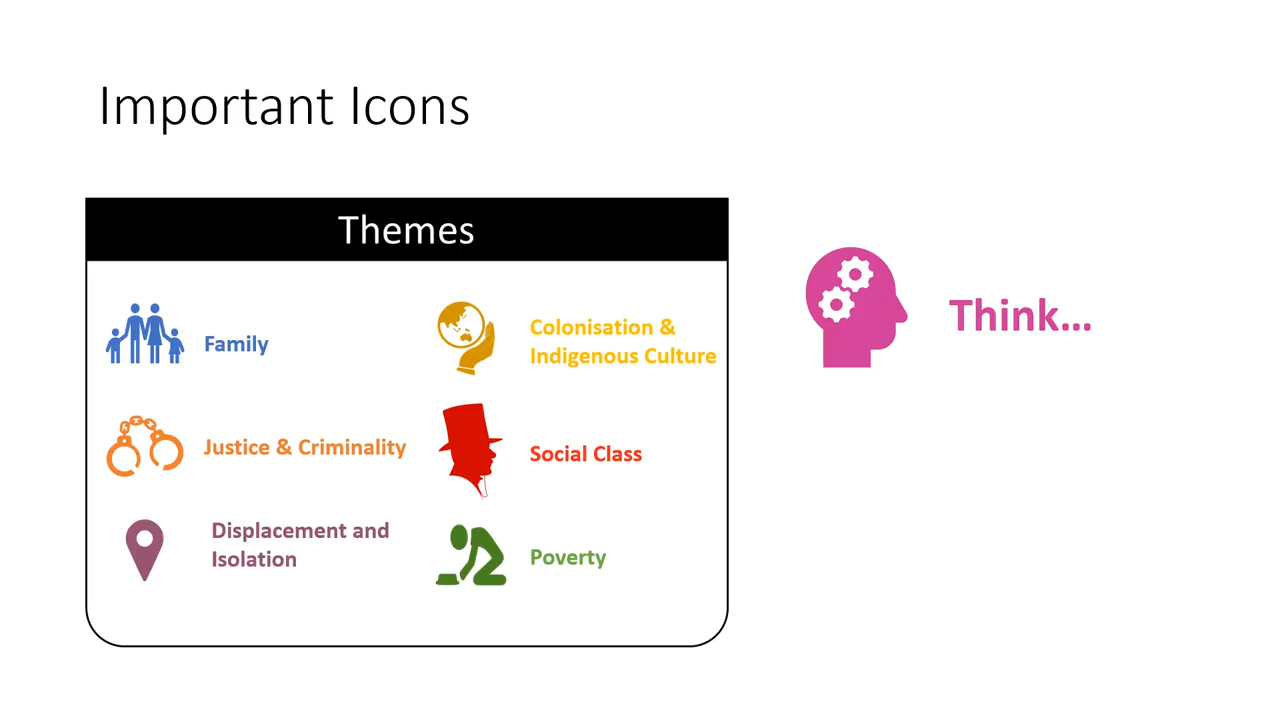 Important Icons
Themes
Family
Colonisation &
Indigenous Culture
Justice & Criminality
Social Class
Displacement and
Isolation
Poverty
Think...